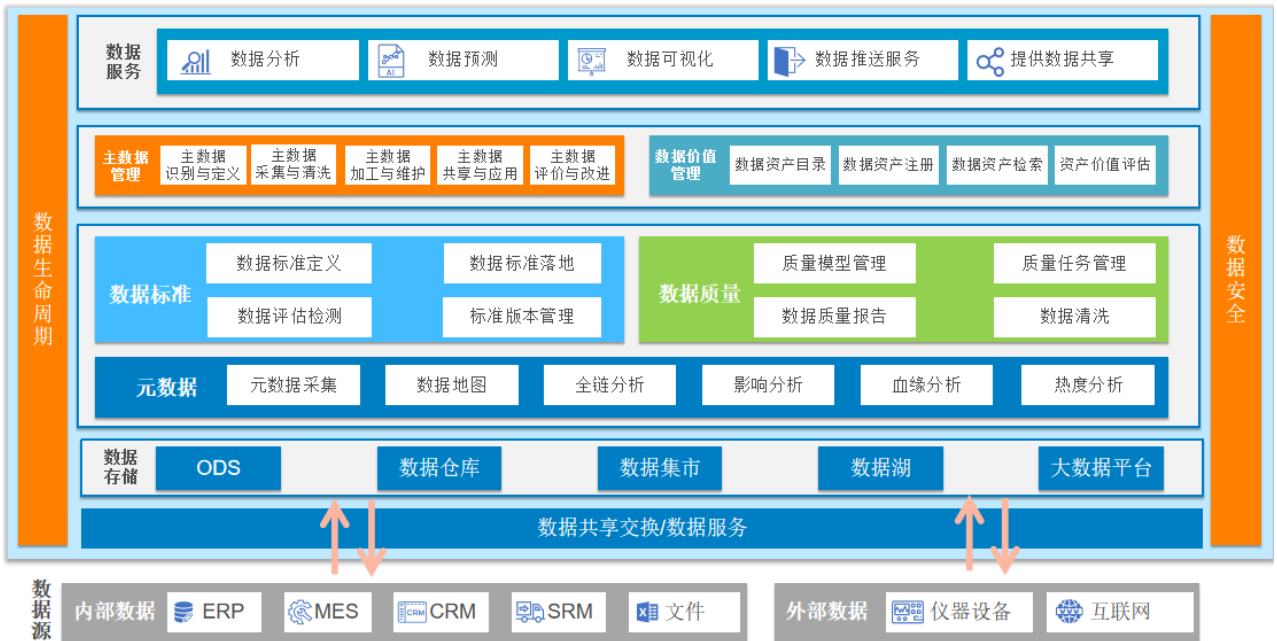 数据生命周期
数据
服务
数据分析
AI
数据预测
数据可视化
数据推送服务
提供数据共享
主数据
管理
主数据
识别与定义
主数据
采集与清洗
主数据
加工与维护
主数据
共享与应用
主数据
评价与改进
数据价值
管理
数据资产目录
数据资产注册
数据资产检索
资产价值评估
数据标准
数据标准定义
数据标准落地
数据评估检测
标准版本管理
数据质量
质量模型管理
质量任务管理
数据质量报告
数据清洗
元数据
元数据采集
数据地图
全链分析
影响分析
血缘分析
热度分析
数据
存储
ODS
数据仓库
数据集市
数据湖
大数据平台
数据共享交换/数据服务
数据安全
数据源
内部数据
ERP
MES
CRM
CRM
SRM
X
文件
外部数据
仪器设备
互联网